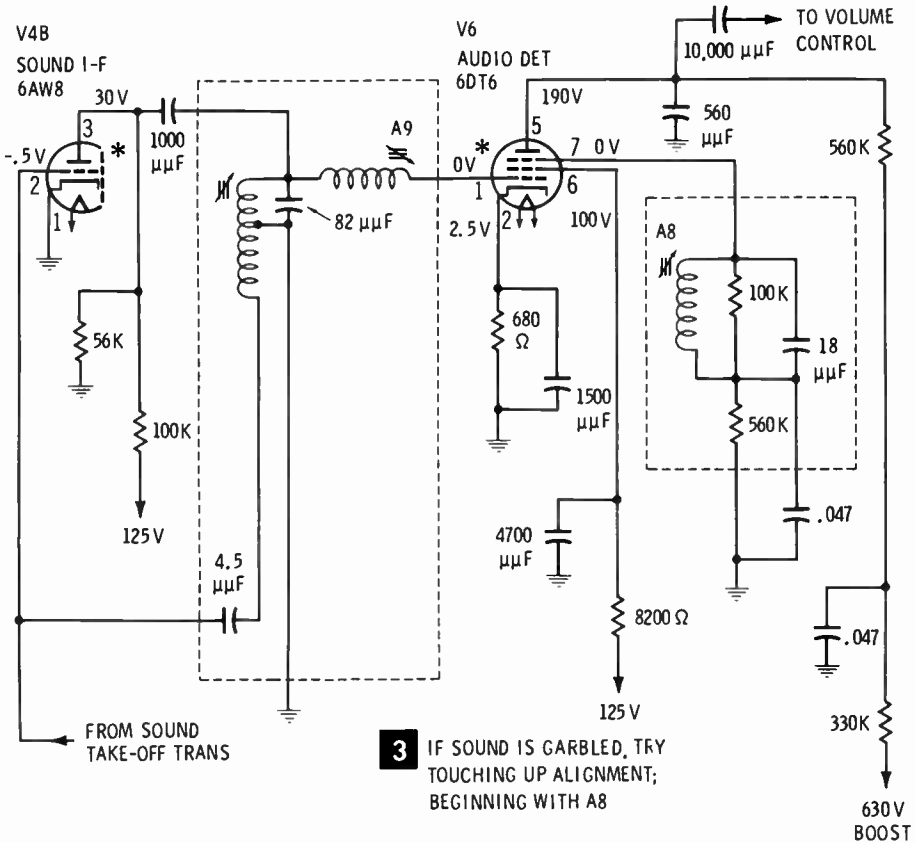 V4B
SOUND I-F
6AW8
30V
-.5V
3
2
1
*
1000
µµF
A9
82 µµF
56K
100K
125V
4.5
µµF
FROM SOUND
TAKE-OFF TRANS
V6
AUDIO DET
6DT6
190V
5
*
0V
1
7
0V
6
2.5V
2
100V
680
Ω
1500
µµF
4700
µµF
8200 Ω
125V
10,000 µµF
TO VOLUME
CONTROL
560
µµF
560K
A8
100K
18
µµF
560K
.047
.047
330K
630V
BOOST
3 IF SOUND IS GARBLED, TRY
TOUCHING UP ALIGNMENT;
BEGINNING WITH A8